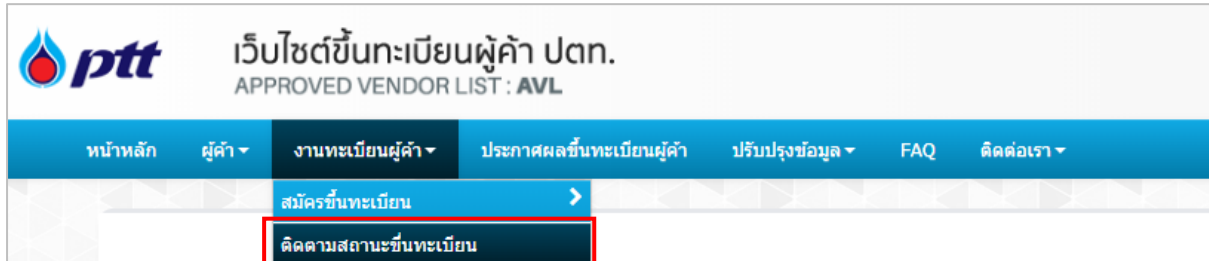 ptt
เว็บไซต์ขึ้นทะเบียนผู้ค้า ปตท.
APPROVED VENDOR LIST : AVL
หน้าหลัก ผู้ค้า งานทะเบียนผู้ค้า ประกาศผลขึ้นทะเบียนผู้ค้า ปรับปรุงข้อมูล FAQ ติดต่อเรา
สมัครขึ้นทะเบียน
ติดตามสถานะขึ้นทะเบียน